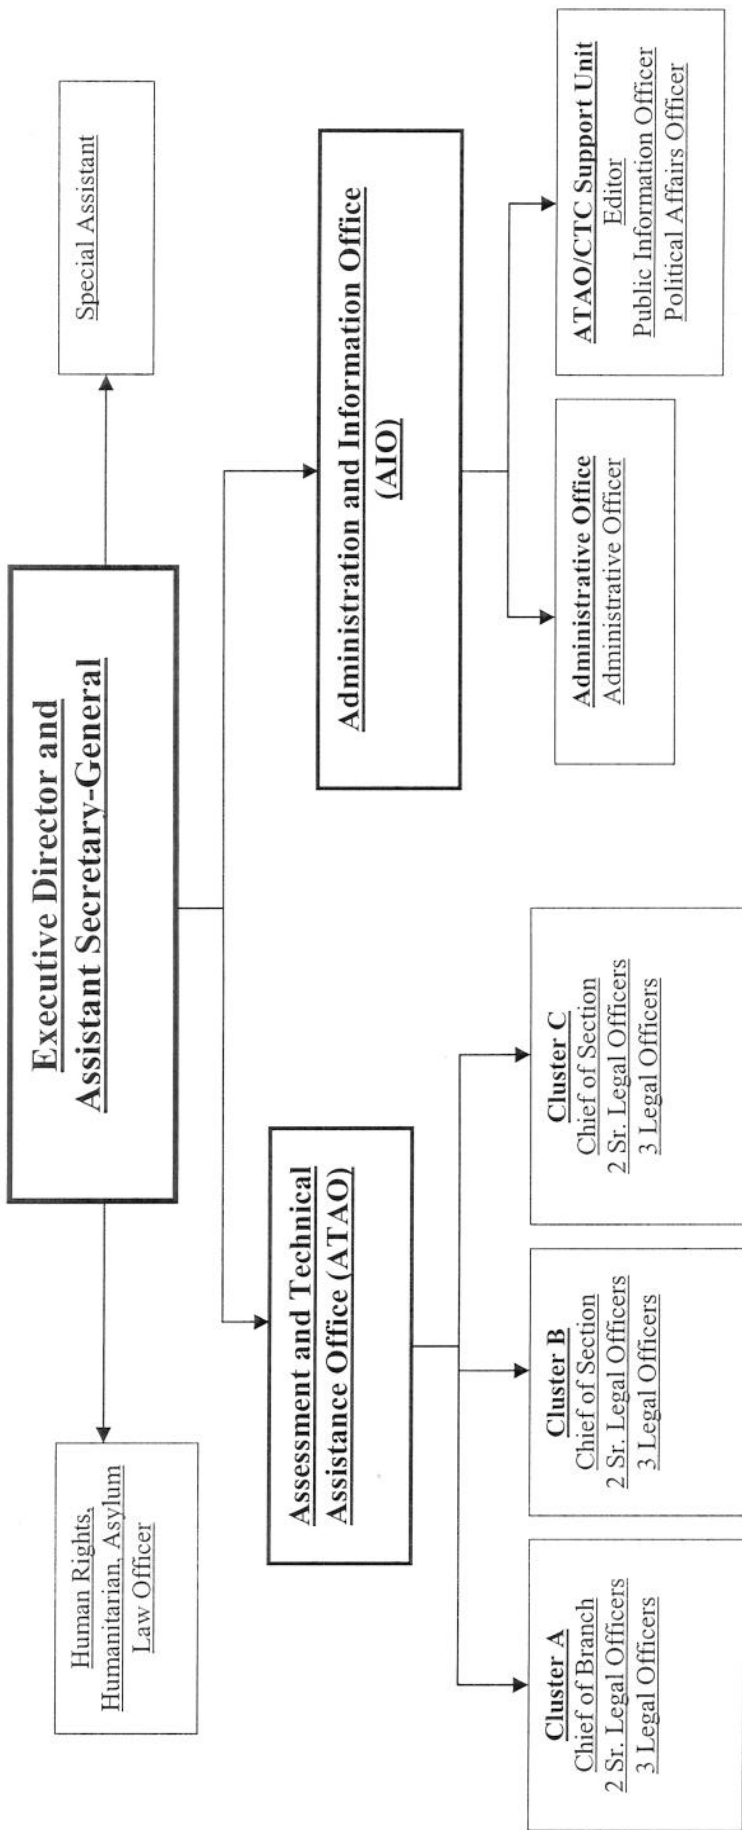 Executive Director and
Assistant Secretary-General
Human Rights,
Humanitarian, Asylum
Law Officer
Special Assistant
Assessment and Technical
Assistance Office (ATAO)
Administration and Information Office
(AIO)
Cluster A
Chief of Branch
2 Sr. Legal Officers
3 Legal Officers
Cluster B
Chief of Section
2 Sr. Legal Officers
3 Legal Officers
Cluster C
Chief of Section
2 Sr. Legal Officers
3 Legal Officers
Administrative Office
Administrative Officer
ATAO/CTC Support Unit
Editor
Public Information Officer
Political Affairs Officer